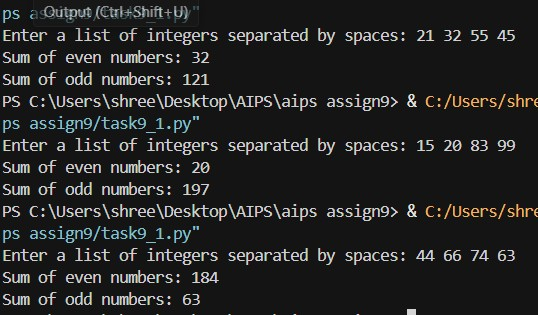 ps assign9/task9_1.py"
Output (Ctrl+Shift+U)
Enter a list of integers separated by spaces: 21 32 55 45
Sum of even numbers: 32
Sum of odd numbers: 121
PS C:\Users\shree\Desktop\AIPS\aips assign9> & C:/Users/shre
ps assign9/task9_1.py"
Enter a list of integers separated by spaces: 15 20 83 99
Sum of even numbers: 20
Sum of odd numbers: 197
PS C:\Users\shree\Desktop\AIPS\aips assign9> & C:/Users/shre
ps assign9/task9_1.py"
Enter a list of integers separated by spaces: 44 66 74 63
Sum of even numbers: 184
Sum of odd numbers: 63